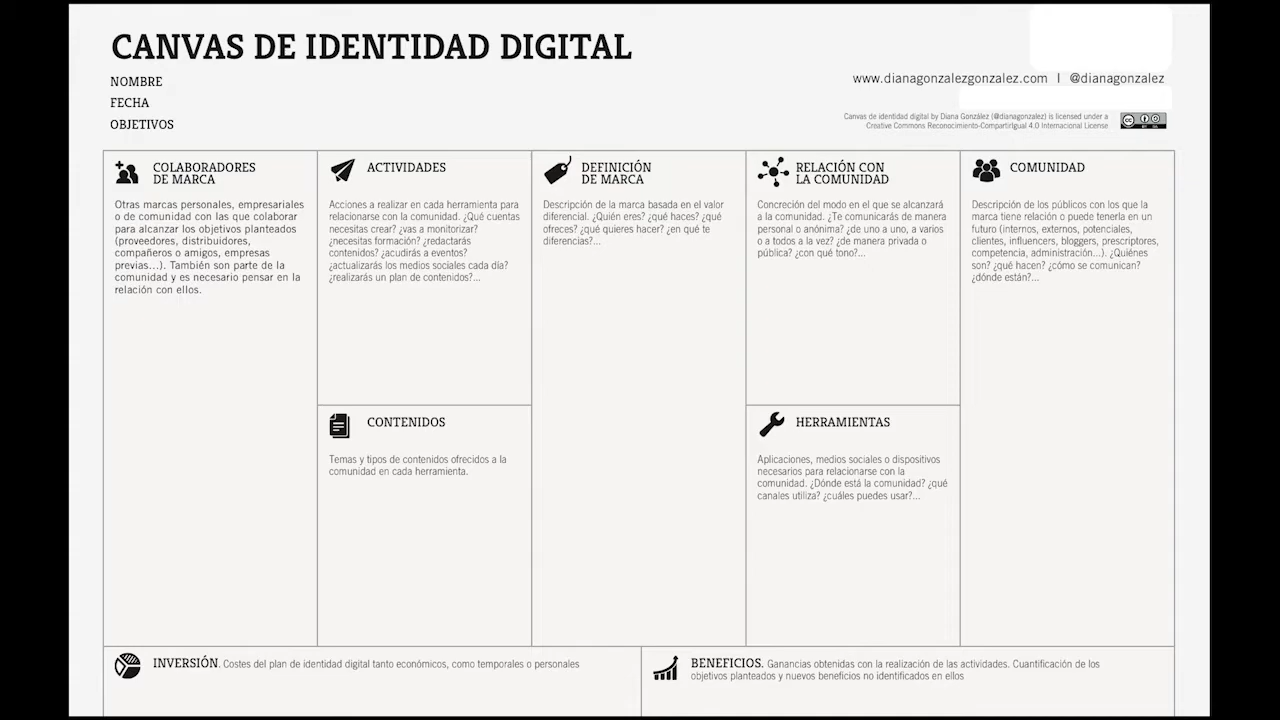 CANVAS DE IDENTIDAD DIGITAL
NOMBRE
FECHA
OBJETIVOS
www.dianagonzalezgonzalez.com | @dianagonzalez
Canvas de identidad digital by Diana González (@dianagonzalez) is licensed under a
Creative Commons Reconocimiento-CompartirIgual 4.0 Internacional License
cc
BY SA
COLABORADORES
DE MARCA
Otras marcas personales, empresariales
o de comunidad con las que colaborar
para alcanzar los objetivos planteados
(proveedores, distribuidores,
compañeros o amigos, empresas
previas...). También son parte de la
comunidad y es necesario pensar en la
relación con ellos.
ACTIVIDADES
Acciones a realizar en cada herramienta para
relacionarse con la comunidad. ¿Qué cuentas
necesitas crear? ¿vas a monitorizar?
¿necesitas formación? ¿redactarás
contenidos? ¿acudirás a eventos?
¿actualizarás los medios sociales cada día?
¿realizarás un plan de contenidos?...
CONTENIDOS
Temas y tipos de contenidos ofrecidos a la
comunidad en cada herramienta.
DEFINICIÓN
DE MARCA
Descripción de la marca basada en el valor
diferencial. ¿Quién eres? ¿qué haces? ¿qué
ofreces? ¿qué quieres hacer? ¿en qué te
diferencias?...
RELACIÓN CON
LA COMUNIDAD
Concreción del modo en el que se alcanzará
a la comunidad. ¿Te comunicarás de manera
personal o anónima? ¿de uno a uno, a varios
o a todos a la vez? ¿de manera privada o
pública? ¿con qué tono?...
HERRAMIENTAS
Aplicaciones, medios sociales o dispositivos
necesarios para relacionarse con la
comunidad. ¿Dónde está la comunidad? ¿qué
canales utiliza? ¿cuáles puedes usar?...
COMUNIDAD
Descripción de los públicos con los que la
marca tiene relación o puede tenerla en un
futuro (internos, externos, potenciales,
clientes, influencers, bloggers, prescriptores,
competencia, administración...). ¿Quiénes
son? ¿qué hacen? ¿cómo se comunican?
¿dónde están?...
INVERSIÓN. Costes del plan de identidad digital tanto económicos, como temporales o personales
BENEFICIOS. Ganancias obtenidas con la realización de las actividades. Cuantificación de los
objetivos planteados y nuevos beneficios no identificados en ellos